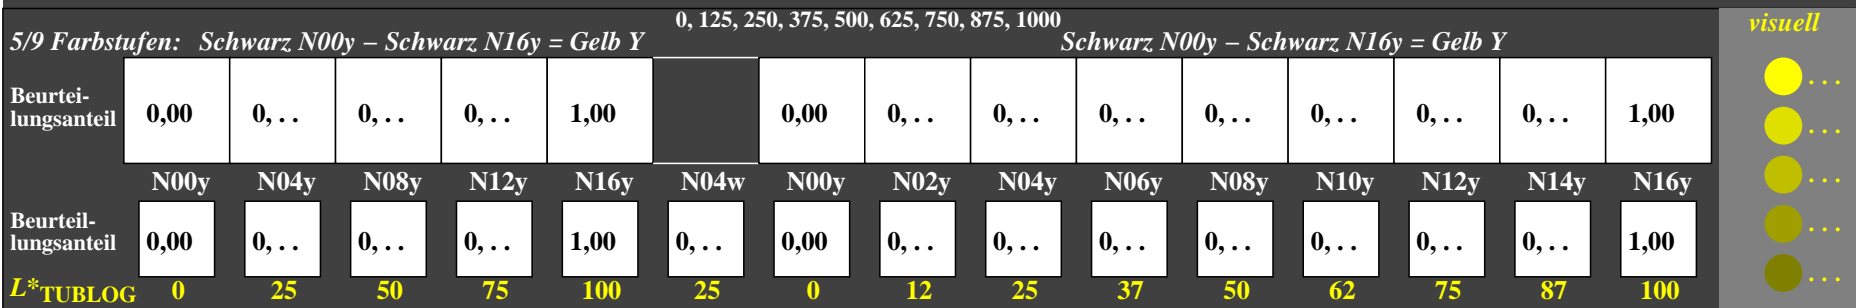 0, 125, 250, 375, 500, 625, 750, 875, 1000
5/9 Farbstufen: Schwarz N00y – Schwarz N16y = Gelb Y
Schwarz N00y – Schwarz N16y = Gelb Y
visuell
Beurtei-
lungsanteil
0,00 0, . . 0, . . 0, . . 1,00 0,00 0, . . 0, . . 0, . . 0, . . 0, . . 0, . . 0, . . 1,00
N00y N04y N08y N12y N16y N04w N00y N02y N04y N06y N08y N10y N12y N14y N16y
Beurteil-
lungsanteil
0,00 0, . . 0, . . 0, . . 1,00 0, . . 0,00 0, . . 0, . . 0, . . 0, . . 0, . . 0, . . 0, . . 1,00
L*TUBLOG 0 25 50 75 100 25 0 12 25 37 50 62 75 87 100
. . .
. . .
. . .
. . .
. . .